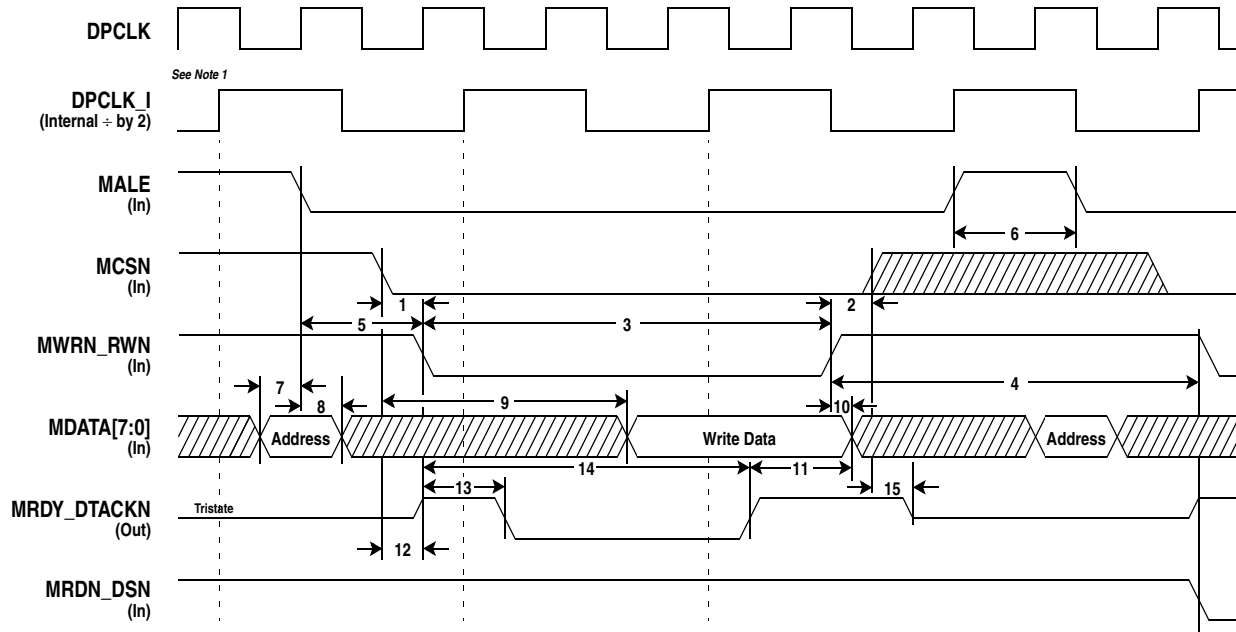 DPCLK
See Note 1
DPCLK_I
(Internal ÷ by 2)
MALE
(In)
6
MCSN
(In)
1
2
5
3
MWRN_RWN
(In)
7
4
8
9
10
MDATA[7:0]
(In)
Address
Write Data
Address
14
11
13
15
MRDY_DTACKN
(Out)
Tristate
12
MRDN_DSN
(In)